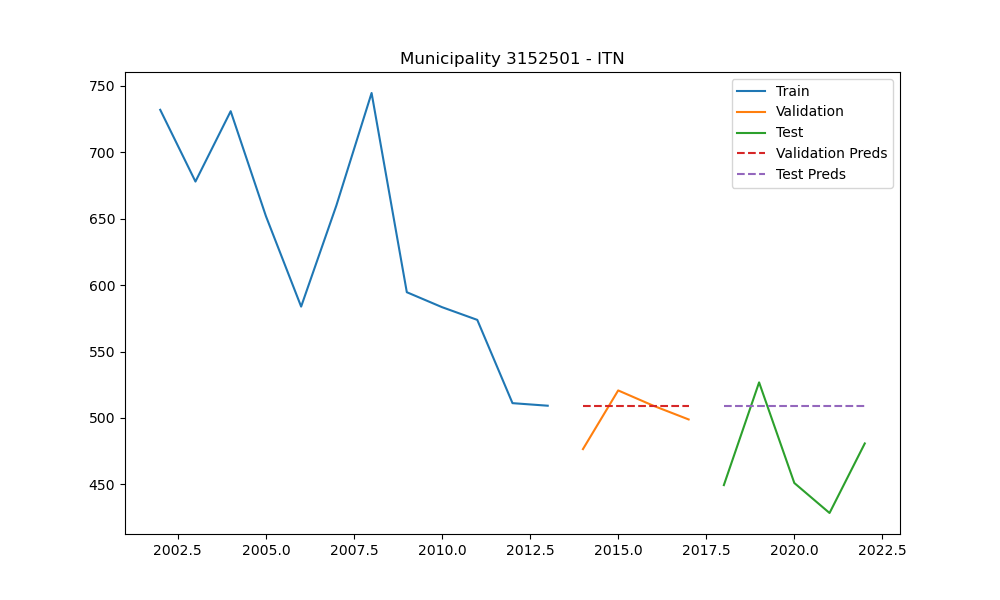 Municipality 3152501 - ITN
Train
Validation
Test
Validation Preds
Test Preds
750
700
650
600
550
500
450
2002.5 2005.0 2007.5 2010.0 2012.5 2015.0 2017.5 2020.0 2022.5